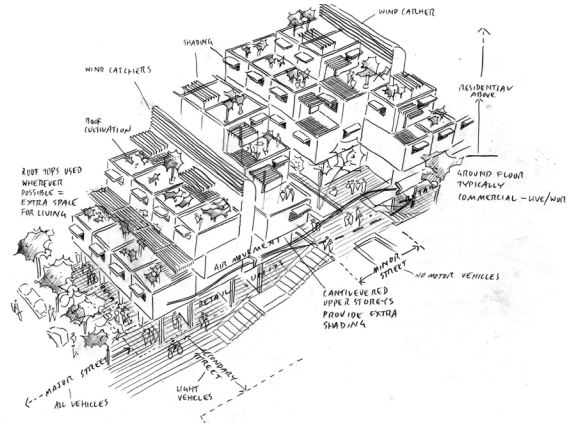 WIND CATCHER
SHADING
WIND CATCHERS
ROOF
CULTIVATION
ROOF TOPS USED
WHEREVER
POSSIBLE =
EXTRA SPACE
FOR LIVING
RESIDENTIAL
ABOVE
GROUND FLOOR
TYPICALLY
COMMERCIAL - LIVE/WOR
AIR MOVEMENT
RETAIL
UNITS
RETAIL
MINOR
STREET
NO MOTOR VEHICLES
CANTILEVERED
UPPER STOREYS
PROVIDE EXTRA
SHADING
MAJOR STREET
ALL VEHICLES
SECONDARY
STREET
LIGHT
VEHICLES